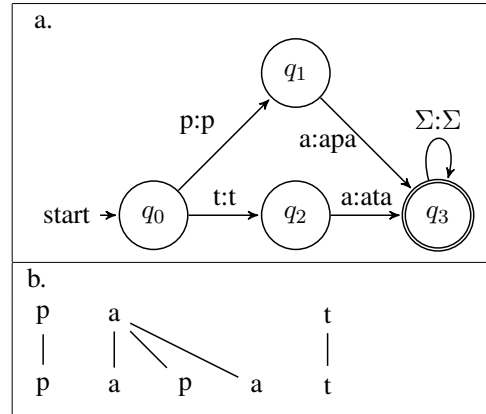 a.
q1
p:p
a:apa
Σ:Σ
start q0 t:t q2 a:ata q3
b.
p a t
p a p a t